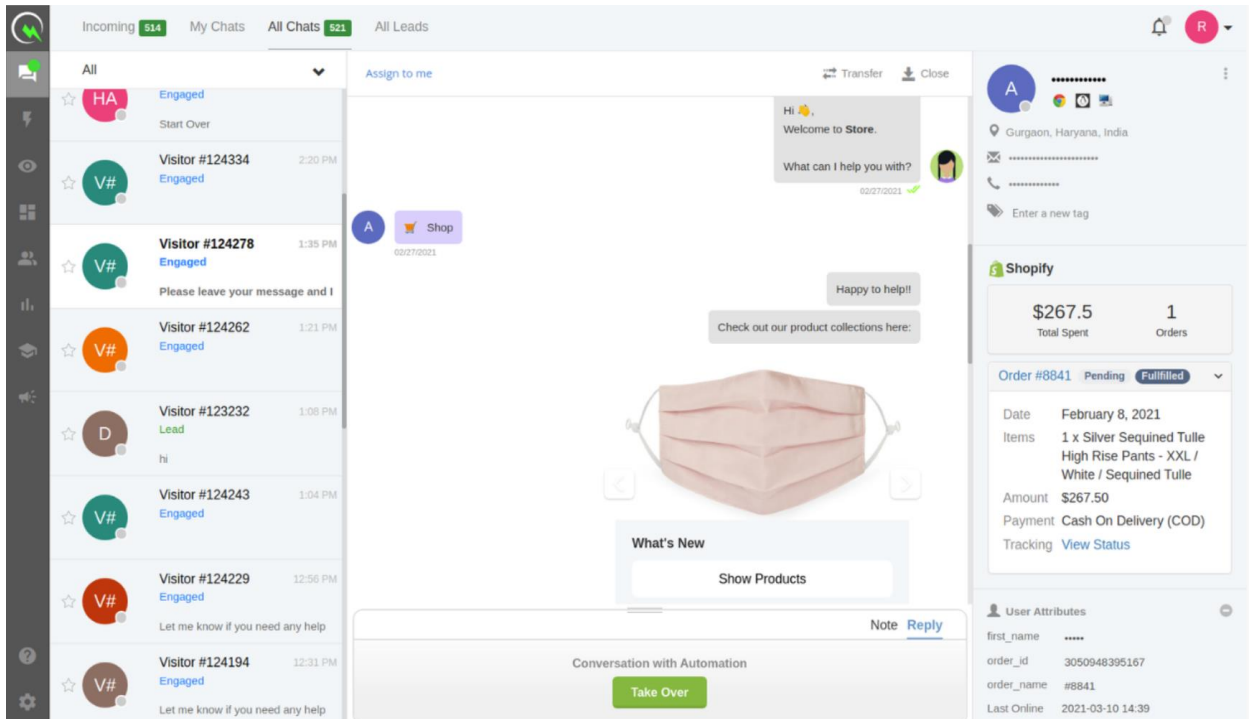 Incoming 514 My Chats All Chats 521 All Leads
R
All
HA
Engaged
Start Over
V#
Visitor #124334 2:20 PM
Engaged
V#
Visitor #124278 1:35 PM
Engaged
Please leave your message and I
V#
Visitor #124262 1:21 PM
Engaged
D
Visitor #123232 1:08 PM
Lead
hi
V#
Visitor #124243 1:04 PM
Engaged
V#
Visitor #124229 12:56 PM
Engaged
Let me know if you need any help
V#
Visitor #124194 12:31 PM
Engaged
Let me know if you need any help
Assign to me Transfer Close
Hi 👋,
Welcome to Store.
What can I help you with?
02/27/2021
A
Shop
02/27/2021
Happy to help!!
Check out our product collections here:
What's New
Show Products
Note Reply
Conversation with Automation
Take Over
A
••••••••••••
Gurgaon, Haryana, India
•••••••••••••••••••••••
•••••••••••••
Enter a new tag
Shopify
$267.5 1
Total Spent Orders
Order #8841 Pending Fullfilled
Date February 8, 2021
Items 1 x Silver Sequined Tulle
High Rise Pants - XXL /
White / Sequined Tulle
Amount $267.50
Payment Cash On Delivery (COD)
Tracking View Status
User Attributes
first_name •••••
order_id 3050948395167
order_name #8841
Last Online 2021-03-10 14:39